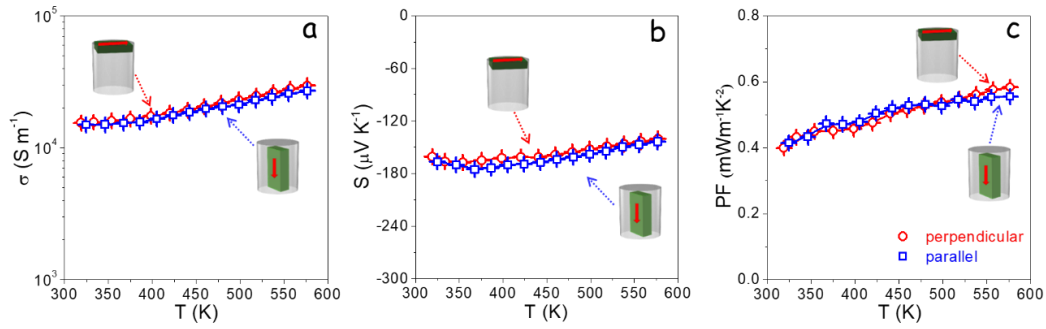 a
10^5
10^4
10^3
σ (S m^-1)
300 350 400 450 500 550 600
T (K)
b
0
-60
-120
-180
-240
-300
S (μV K^-1)
300 350 400 450 500 550 600
T (K)
c
0.8
0.6
0.4
0.2
0.0
PF (mWm^-1K^-2)
perpendicular
parallel
300 350 400 450 500 550 600
T (K)